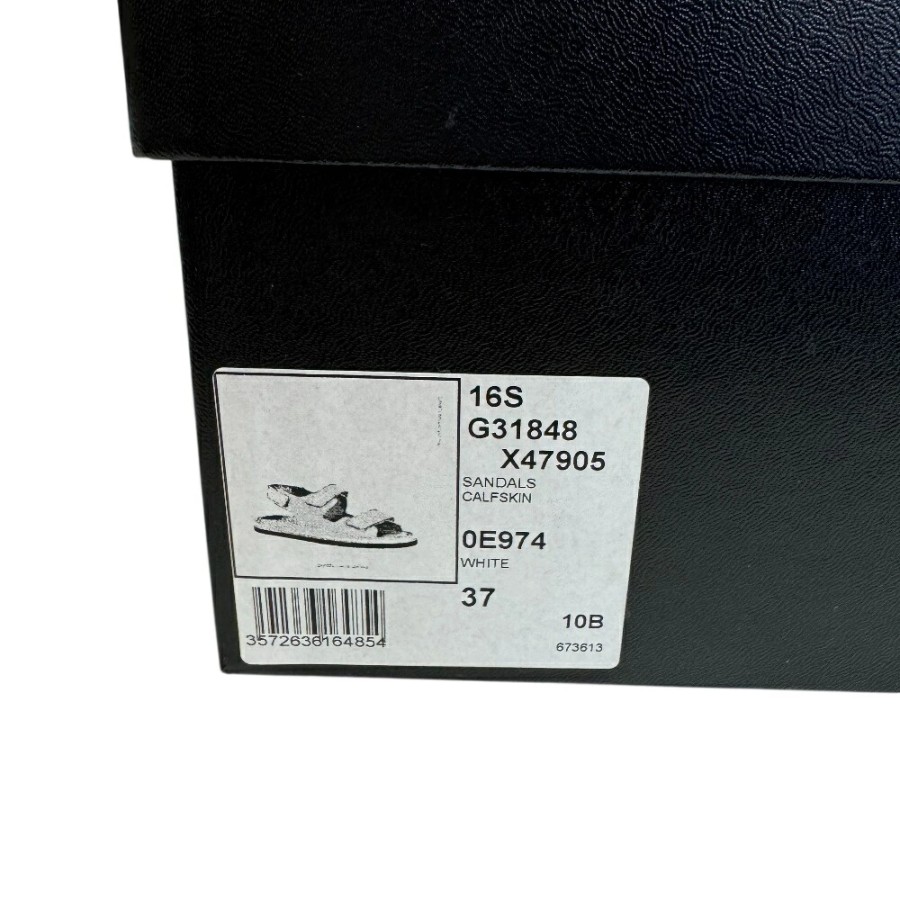 16S
G31848
X47905
SANDALS
CALFSKIN
0E974
WHITE
37
10B
673613
3572636164854